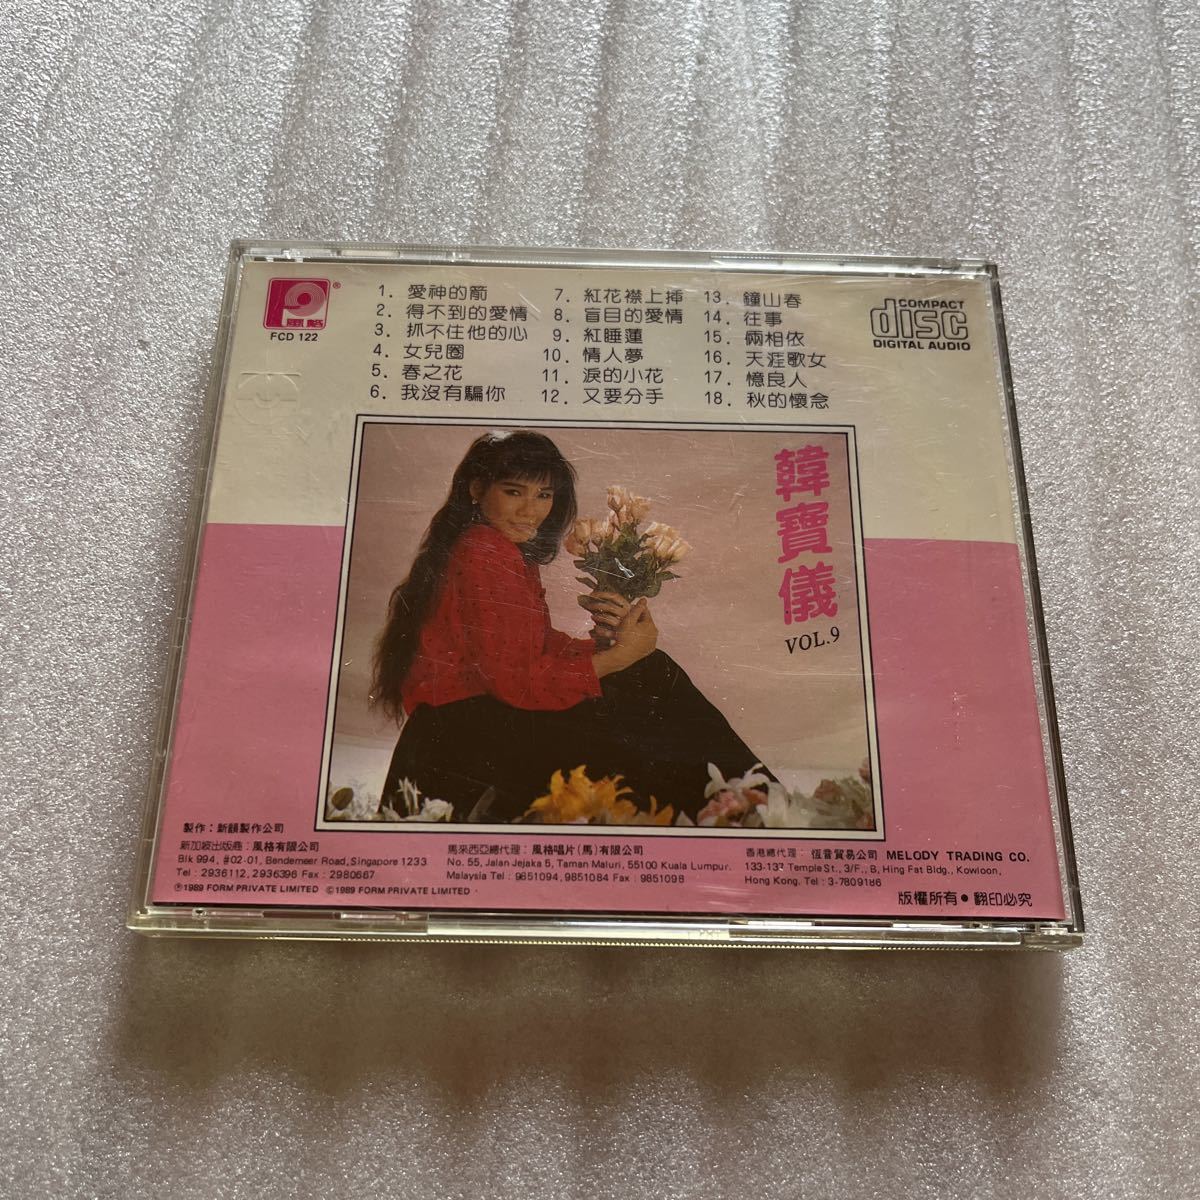 風格®
FCD 122
1. 愛神的箭
2. 得不到的愛情
3. 抓不住他的心
4. 女兒圈
5. 春之花
6. 我沒有騙你
7. 紅花襟上揷
8. 盲目的愛情
9. 紅睡蓮
10. 情人夢
11. 淚的小花
12. 又要分手
13. 鐘山春
14. 往事
15. 兩相依
16. 天涯歌女
17. 憶良人
18. 秋的懷念
COMPACT
disc
DIGITAL AUDIO
韓寶儀
VOL.9
製作：新韻製作公司
新加坡出版商：風格有限公司
Blk 994, #02-01, Bendemeer Road, Singapore 1233.
Tel : 2936112, 2936396 Fax : 2980667
℗1989 FORM PRIVATE LIMITED ©1989 FORM PRIVATE LIMITED
馬來西亞總代理：風格唱片（馬）有限公司
No. 55, Jalan Jejaka 5, Taman Maluri, 55100 Kuala Lumpur.
Malaysia Tel : 9851094, 9851084 Fax : 9851098
香港總代理：恆音貿易公司 MELODY TRADING CO.
133-137 Temple St., 3/F., B, Hing Fat Bldg., Kowloon,
Hong Kong. Tel : 3-7809186
版權所有●翻印必究